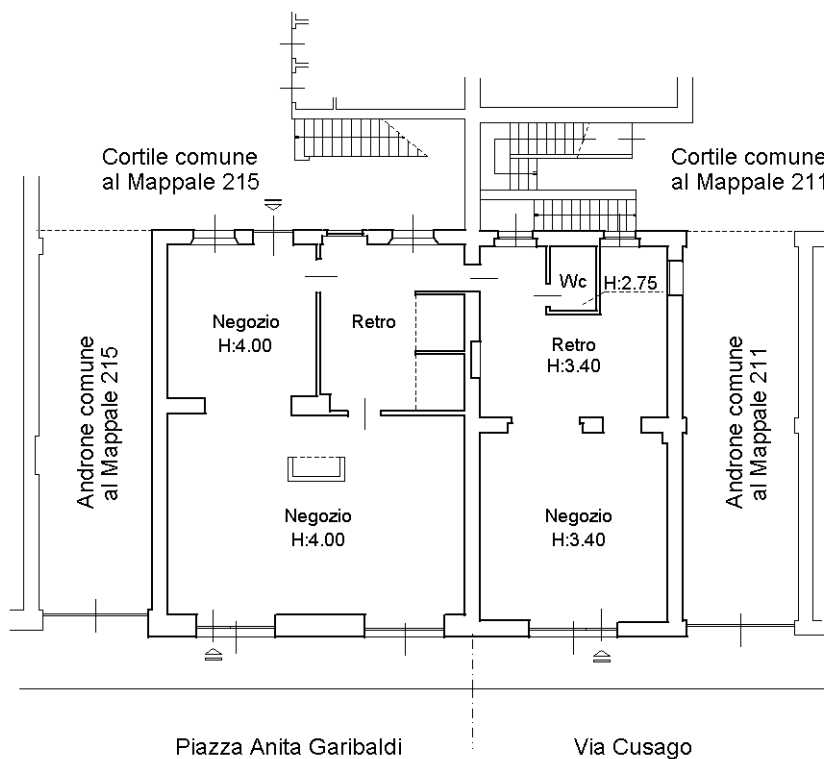 Cortile comune
al Mappale 215
Cortile comune
al Mappale 211
Wc
H:2.75
Negozio
H:4.00
Retro
Retro
H:3.40
Androne comune
al Mappale 215
Androne comune
al Mappale 211
Negozio
H:4.00
Negozio
H:3.40
Piazza Anita Garibaldi
Via Cusago